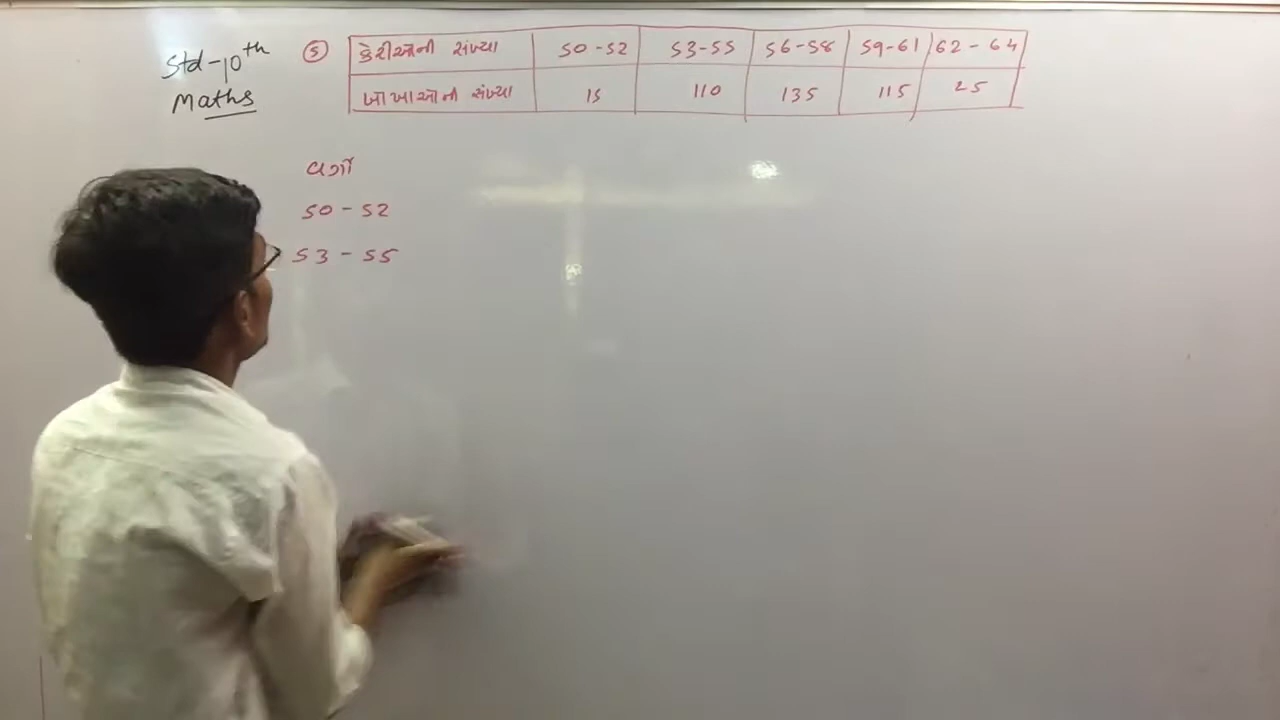 Std-10th
Maths
⑤ કેરીઓની સંખ્યા 50-52 53-55 56-58 59-61 62-64
ખોખાઓની સંખ્યા 15 110 135 115 25
વર્ગો
50-52
53-55